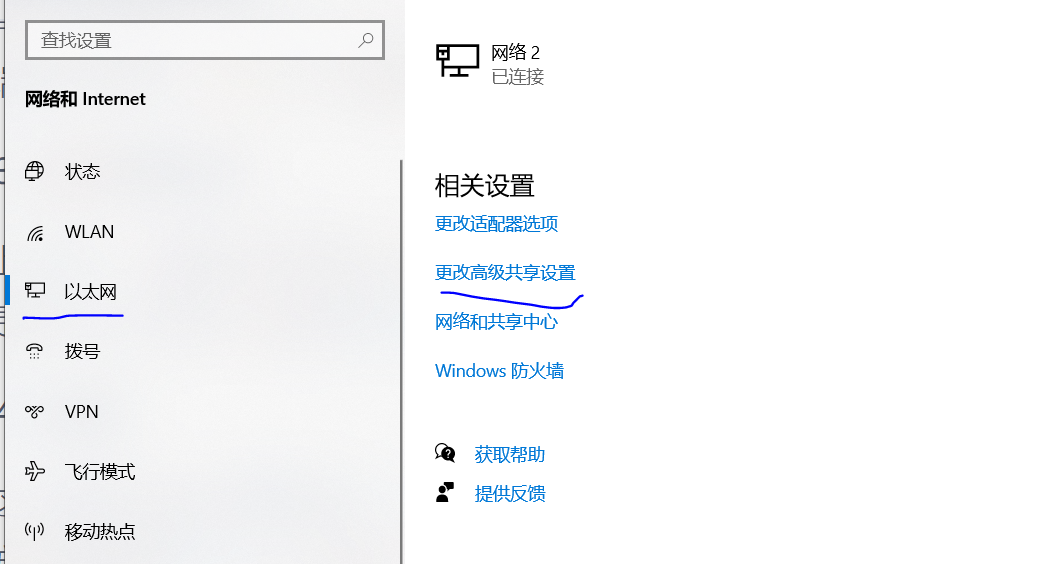 查找设置
网络和 Internet
状态
WLAN
以太网
拨号
VPN
飞行模式
移动热点
网络 2
已连接
相关设置
更改适配器选项
更改高级共享设置
网络和共享中心
Windows 防火墙
获取帮助
提供反馈